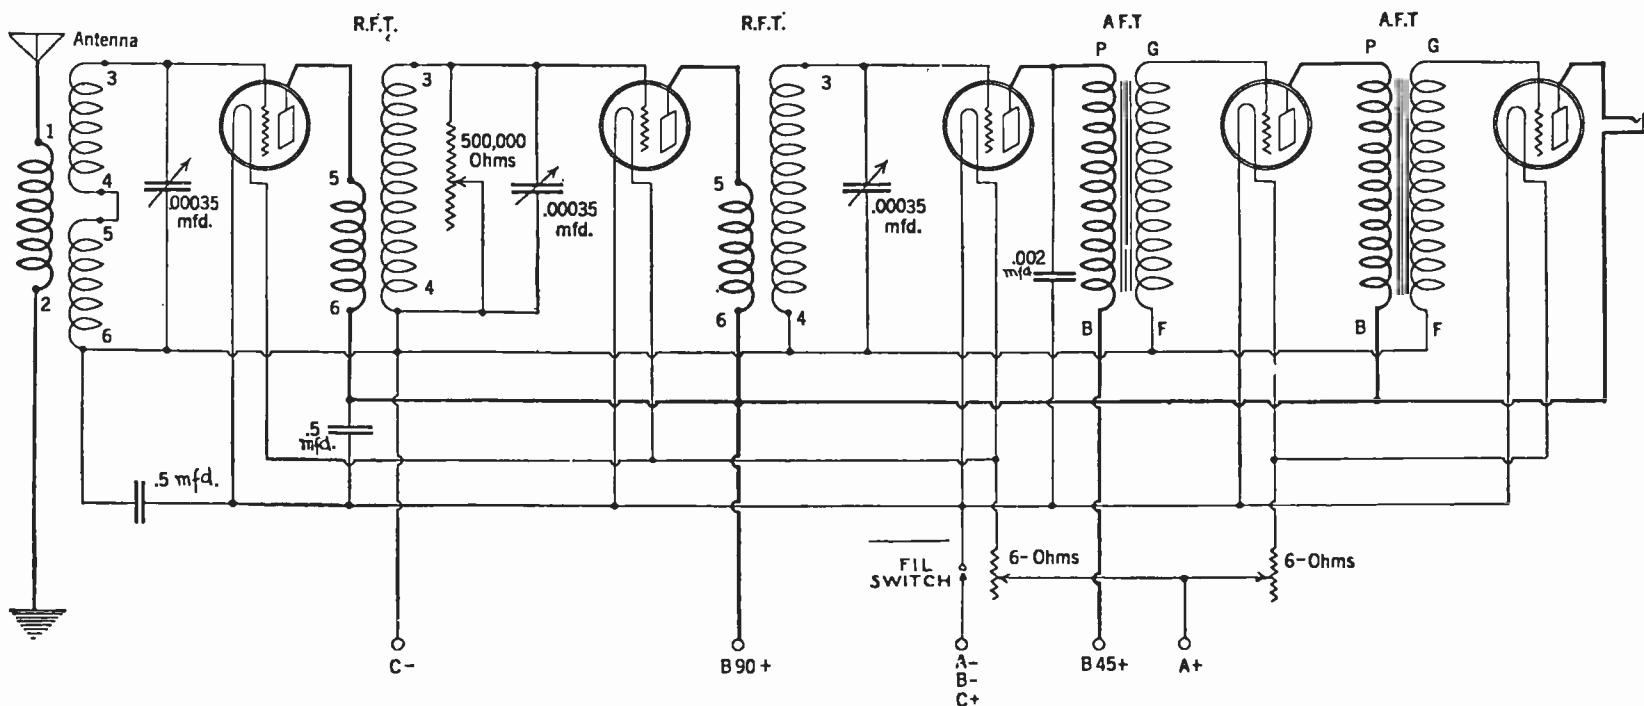 R.F.T.
R.F.T.
A F.T
A.F.T
Antenna
P
G
P
G
3
3
3
1
4
5
2
6
.00035
mfd.
5
6
500,000
Ohms
4
.00035
mfd.
5
6
4
.00035
mfd.
.002
mfd
B
F
B
F
.5
mfd.
.5 mfd.
FIL
SWITCH
6-Ohms
6-Ohms
C-
B 90 +
A-
B-
C+
B 45+
A+